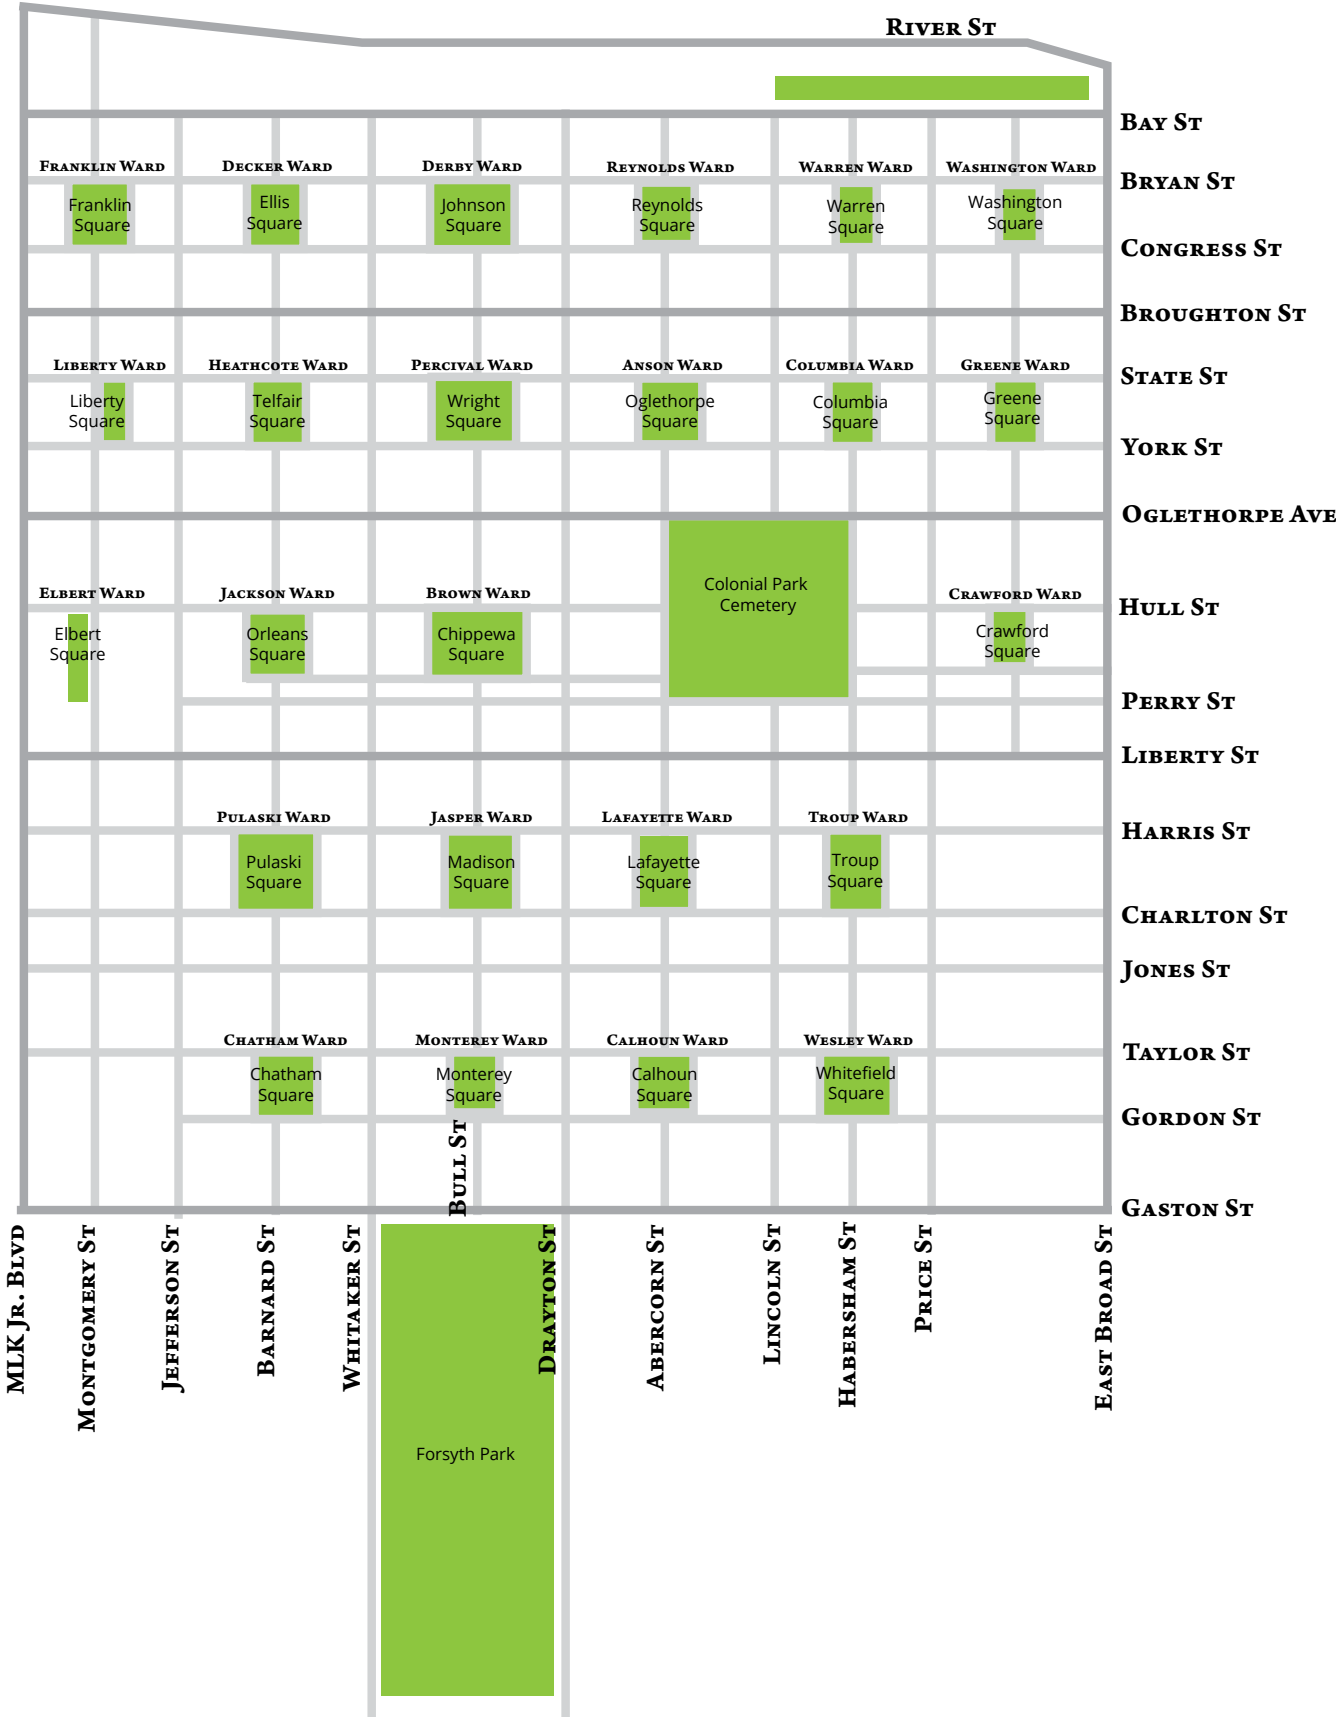 River St
Bay St
Franklin Ward
Decker Ward
Derby Ward
Reynolds Ward
Warren Ward
Washington Ward
Bryan St
Franklin
Square
Ellis
Square
Johnson
Square
Reynolds
Square
Warren
Square
Washington
Square
Congress St
Broughton St
Liberty Ward
Heathcote Ward
Percival Ward
Anson Ward
Columbia Ward
Greene Ward
State St
Liberty
Square
Telfair
Square
Wright
Square
Oglethorpe
Square
Columbia
Square
Greene
Square
York St
Oglethorpe Ave
Colonial Park
Cemetery
Elbert Ward
Jackson Ward
Brown Ward
Crawford Ward
Hull St
Elbert
Square
Orleans
Square
Chippewa
Square
Crawford
Square
Perry St
Liberty St
Pulaski Ward
Jasper Ward
Lafayette Ward
Troup Ward
Harris St
Pulaski
Square
Madison
Square
Lafayette
Square
Troup
Square
Charlton St
Jones St
Chatham Ward
Monterey Ward
Calhoun Ward
Wesley Ward
Taylor St
Chatham
Square
Monterey
Square
Calhoun
Square
Whitefield
Square
Gordon St
Bull St
Gaston St
MLK Jr. Blvd
Montgomery St
Jefferson St
Barnard St
Whitaker St
Drayton St
Abercorn St
Lincoln St
Habersham St
Price St
East Broad St
Forsyth Park